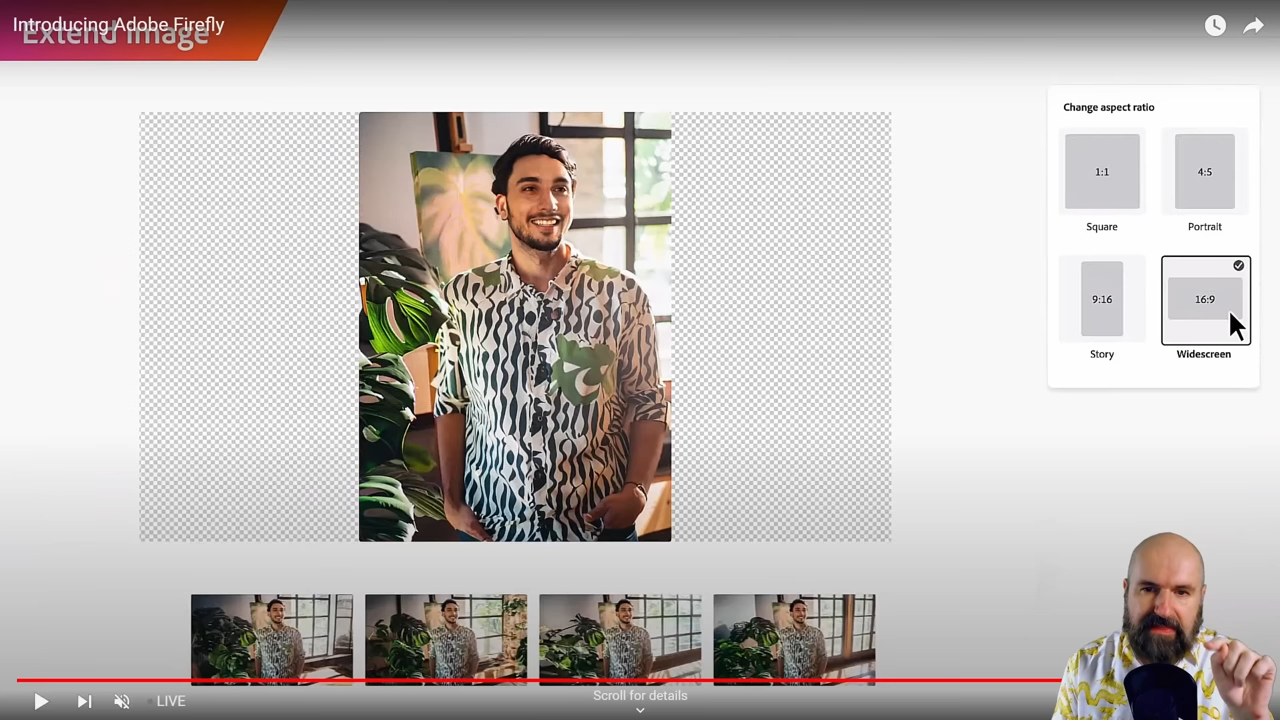 Introducing Adobe Firefly
Extend Image
Change aspect ratio
1:1
4:5
Square
Portrait
9:16
16:9
Story
Widescreen
LIVE
Scroll for details